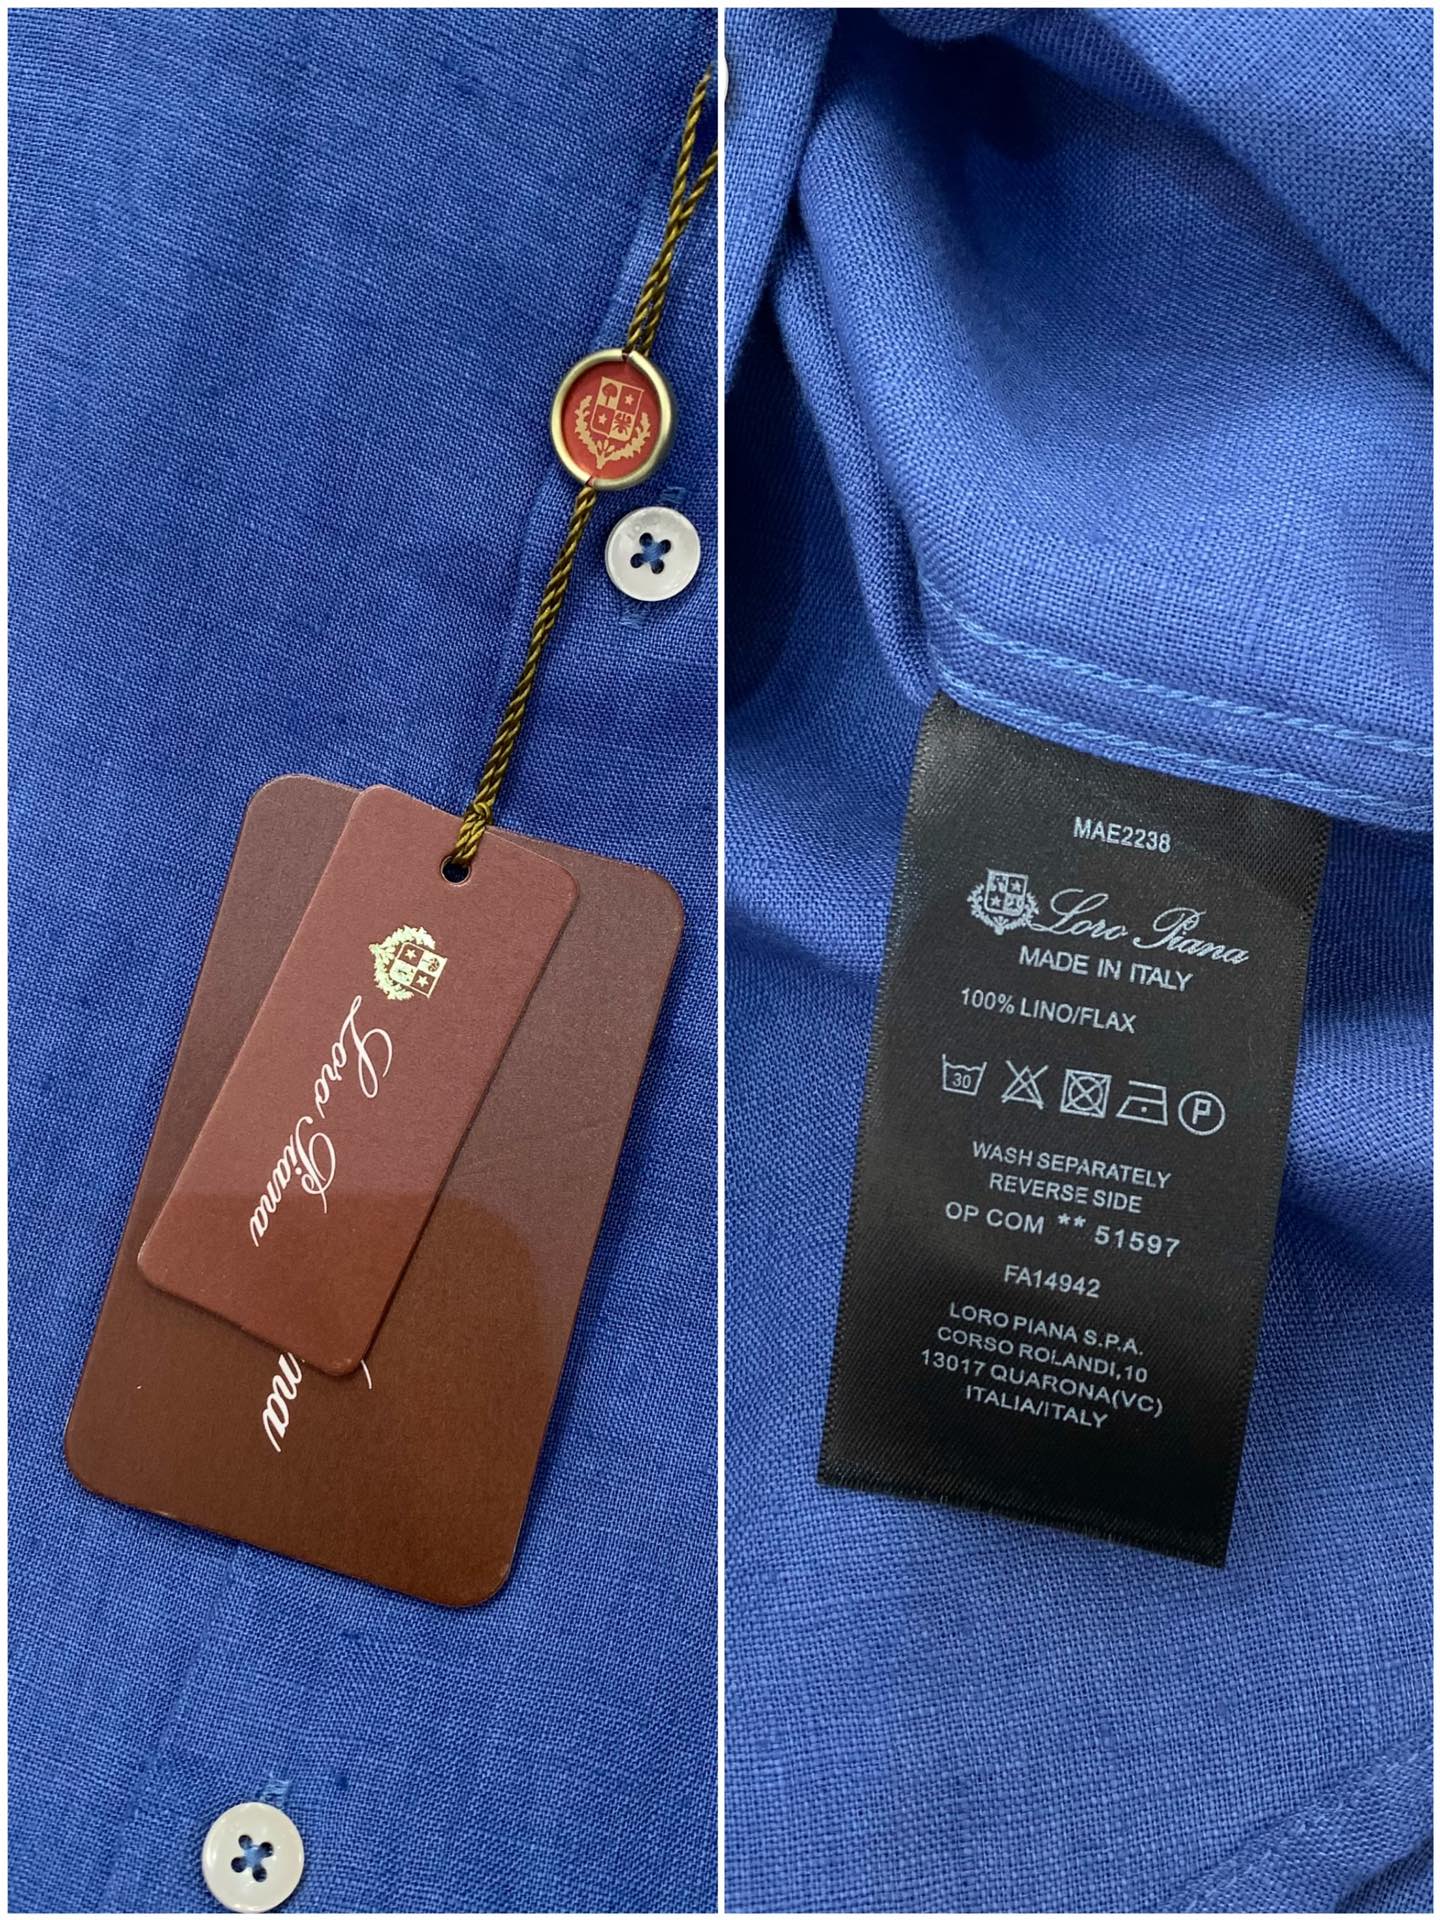 Loro Piana
na
MAE2238
Loro Piana
MADE IN ITALY
100% LINO/FLAX
30
P
WASH SEPARATELY
REVERSE SIDE
OP COM ** 51597
FA14942
LORO PIANA S.P.A.
CORSO ROLANDI,10
13017 QUARONA(VC)
ITALIA/ITALY